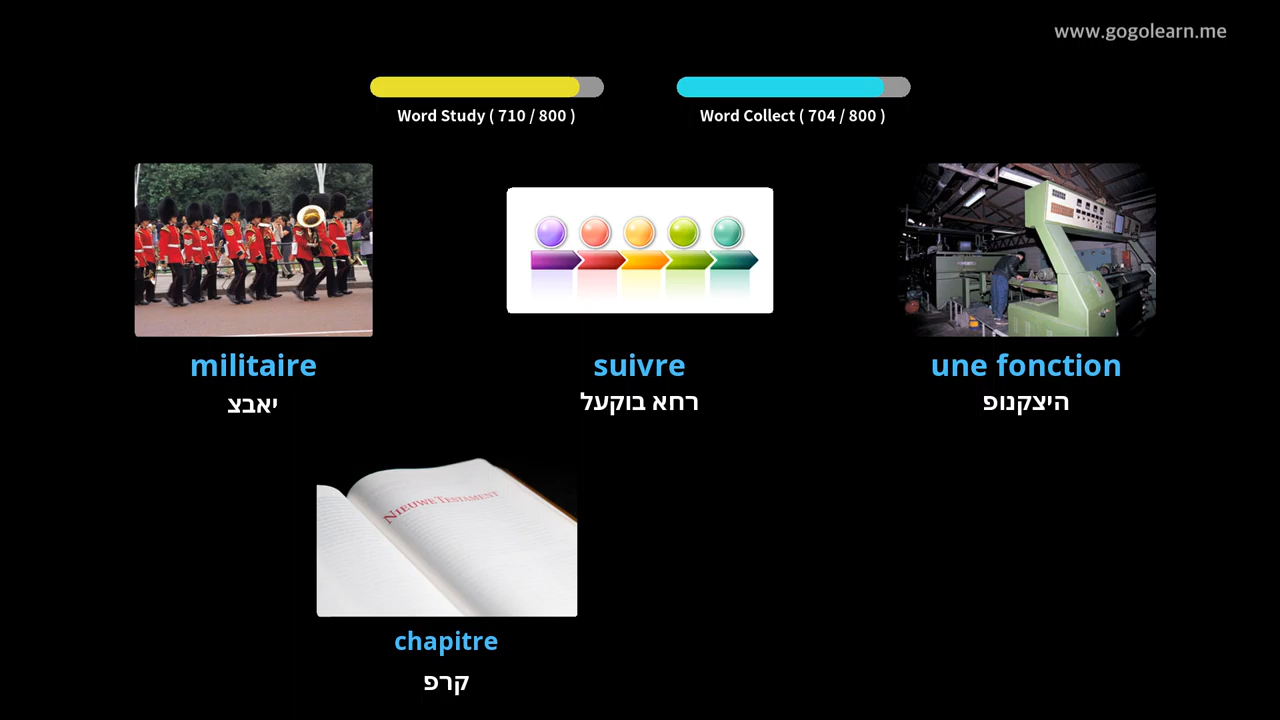 www.gogolearn.me
Word Study ( 710 / 800 )
Word Collect ( 704 / 800 )
militaire
יאבצ
suivre
רחא בוקעל
une fonction
היצקנופ
NIEUWE TESTAMENT
chapitre
קרפ